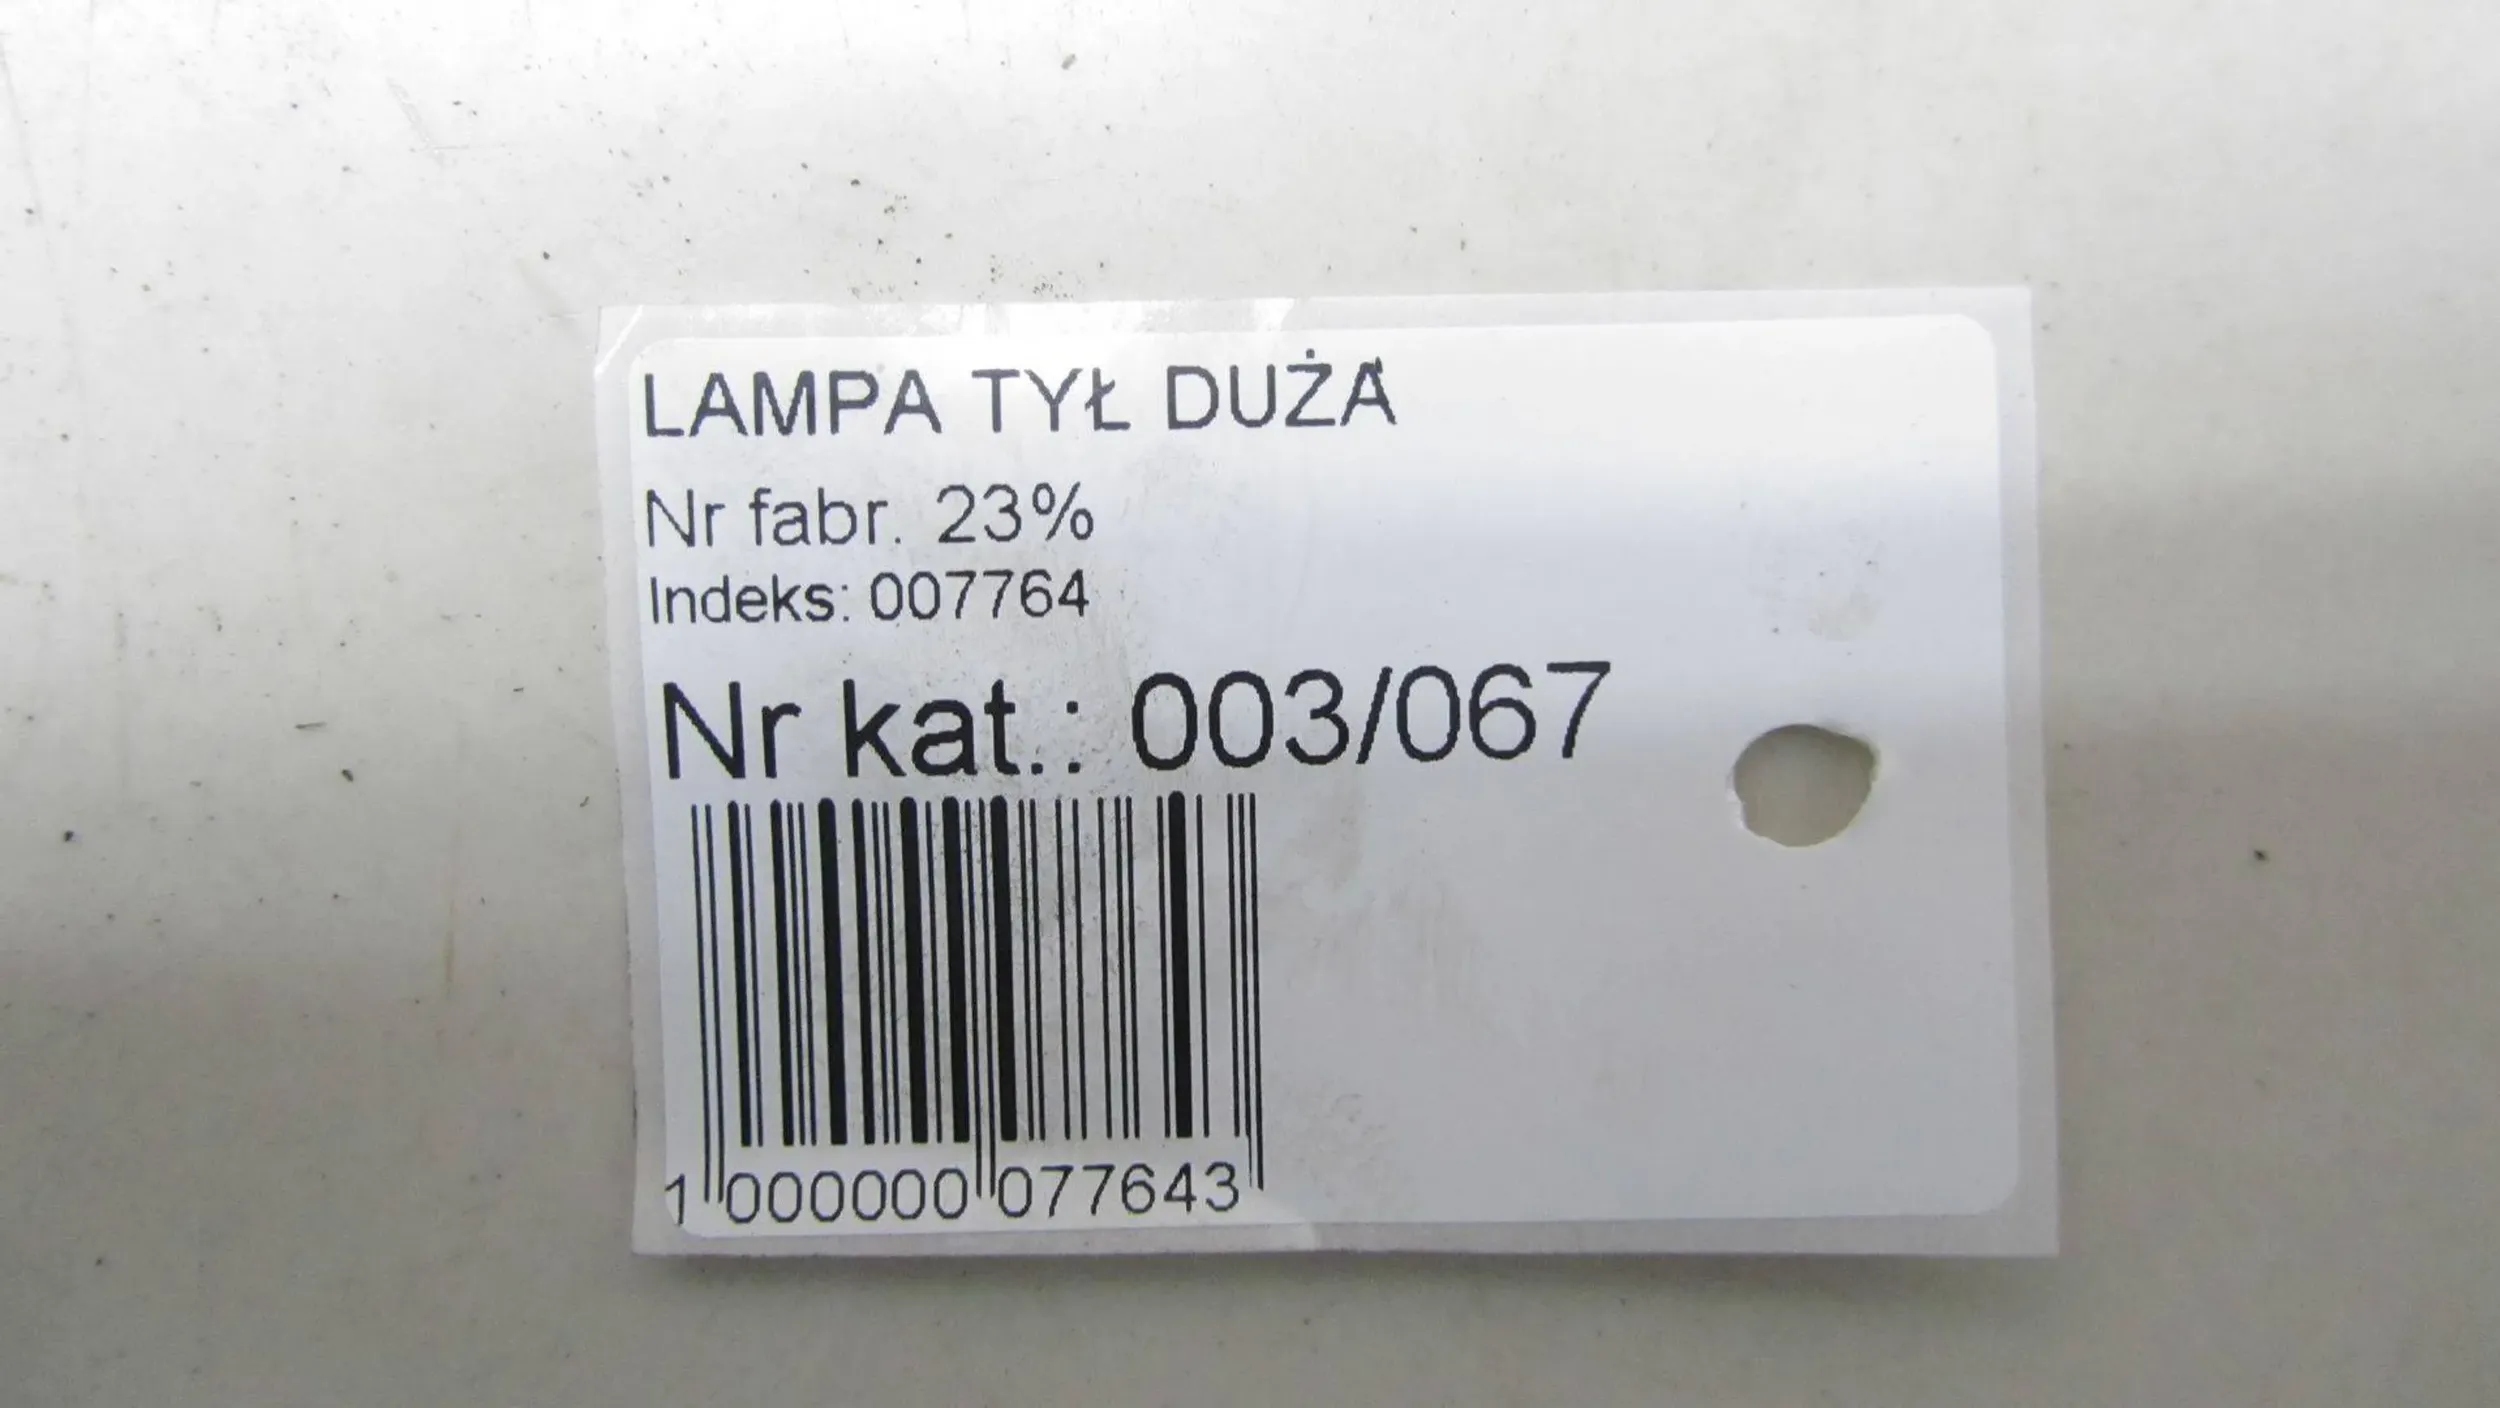 LAMPA TYŁ DUŻA
Nr fabr. 23%
Indeks: 007764
Nr kat.: 003/067
1 000000 077643